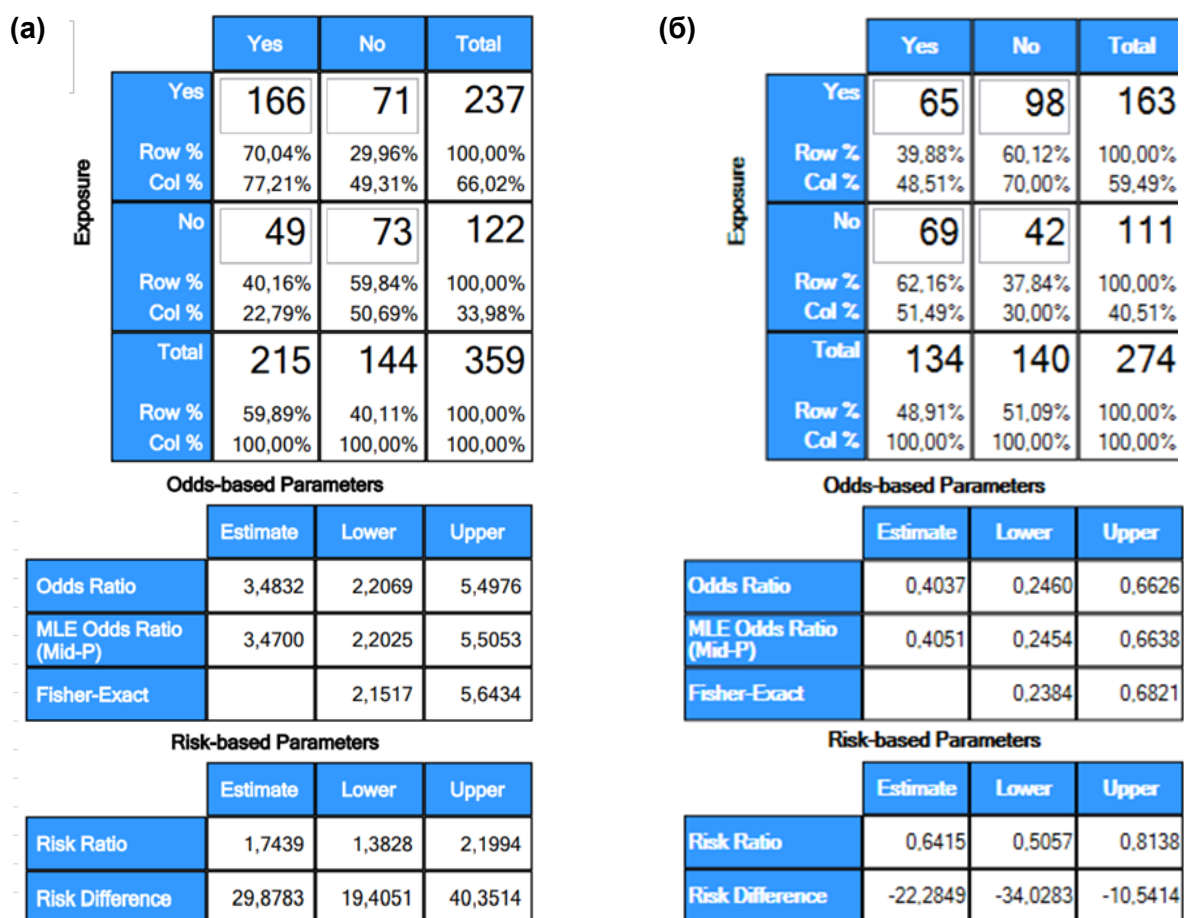 (а)
Yes No Total
Exposure
Yes 166 71 237
Row % 70,04% 29,96% 100,00%
Col % 77,21% 49,31% 66,02%
No 49 73 122
Row % 40,16% 59,84% 100,00%
Col % 22,79% 50,69% 33,98%
Total 215 144 359
Row % 59,89% 40,11% 100,00%
Col % 100,00% 100,00% 100,00%
Odds-based Parameters
Estimate Lower Upper
Odds Ratio 3,4832 2,2069 5,4976
MLE Odds Ratio
(Mid-P) 3,4700 2,2025 5,5053
Fisher-Exact 2,1517 5,6434
Risk-based Parameters
Estimate Lower Upper
Risk Ratio 1,7439 1,3828 2,1994
Risk Difference 29,8783 19,4051 40,3514
(б)
Yes No Total
Exposure
Yes 65 98 163
Row % 39,88% 60,12% 100,00%
Col % 48,51% 70,00% 59,49%
No 69 42 111
Row % 62,16% 37,84% 100,00%
Col % 51,49% 30,00% 40,51%
Total 134 140 274
Row % 48,91% 51,09% 100,00%
Col % 100,00% 100,00% 100,00%
Odds-based Parameters
Estimate Lower Upper
Odds Ratio 0,4037 0,2460 0,6626
MLE Odds Ratio
(Mid-P) 0,4051 0,2454 0,6638
Fisher-Exact 0,2384 0,6821
Risk-based Parameters
Estimate Lower Upper
Risk Ratio 0,6415 0,5057 0,8138
Risk Difference -22,2849 -34,0283 -10,5414